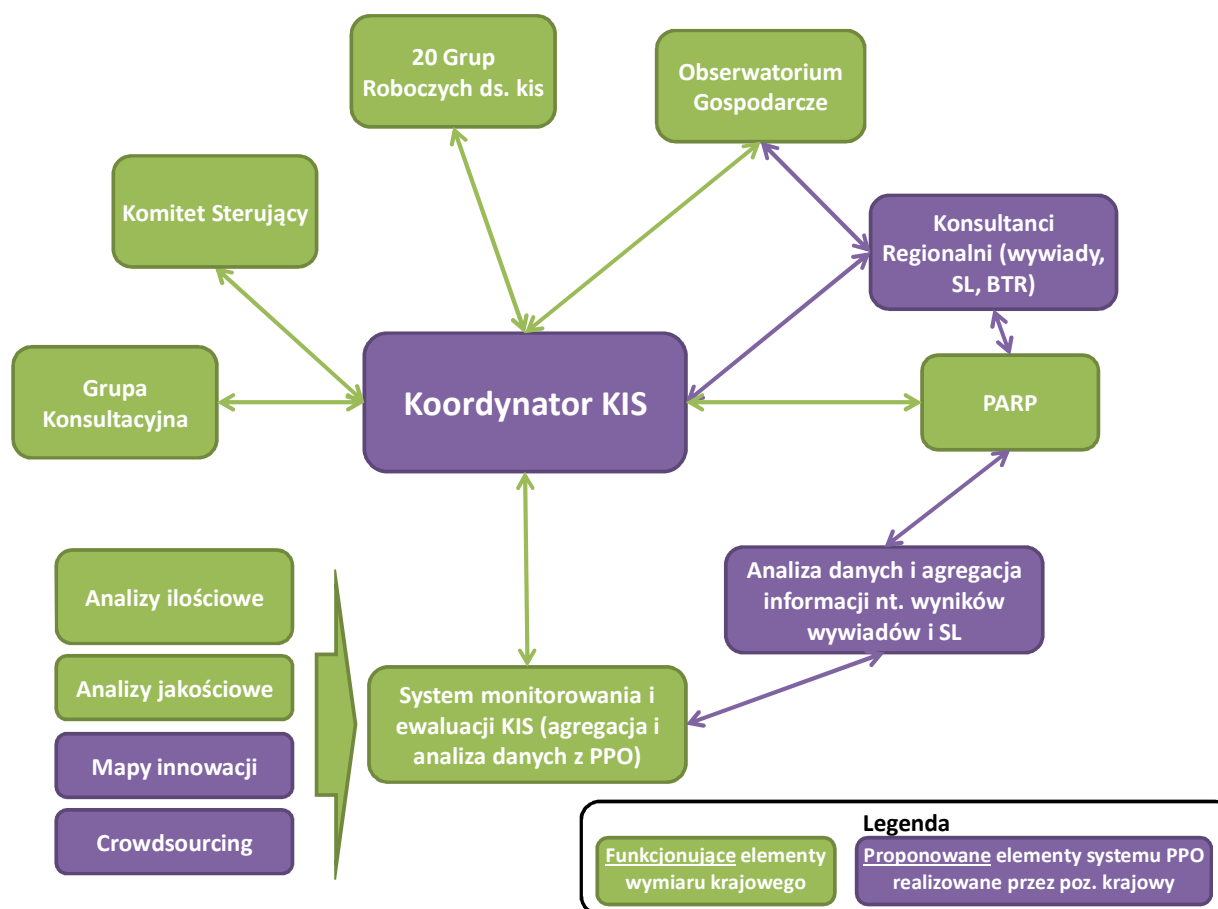 20 Grup
Roboczych ds. kis
Obserwatorium
Gospodarcze
Komitet Sterujący
Konsultanci
Regionalni (wywiady,
SL, BTR)
Grupa
Konsultacyjna
Koordynator KIS
PARP
Analizy ilościowe
Analizy jakościowe
Mapy innowacji
Crowdsourcing
System monitorowania i
ewaluacji KIS (agregacja i
analiza danych z PPO)
Analiza danych i agregacja
informacji nt. wyników
wywiadów i SL
Legenda
Funkcjonujące elementy
wymiaru krajowego
Proponowane elementy systemu PPO
realizowane przez poz. krajowy